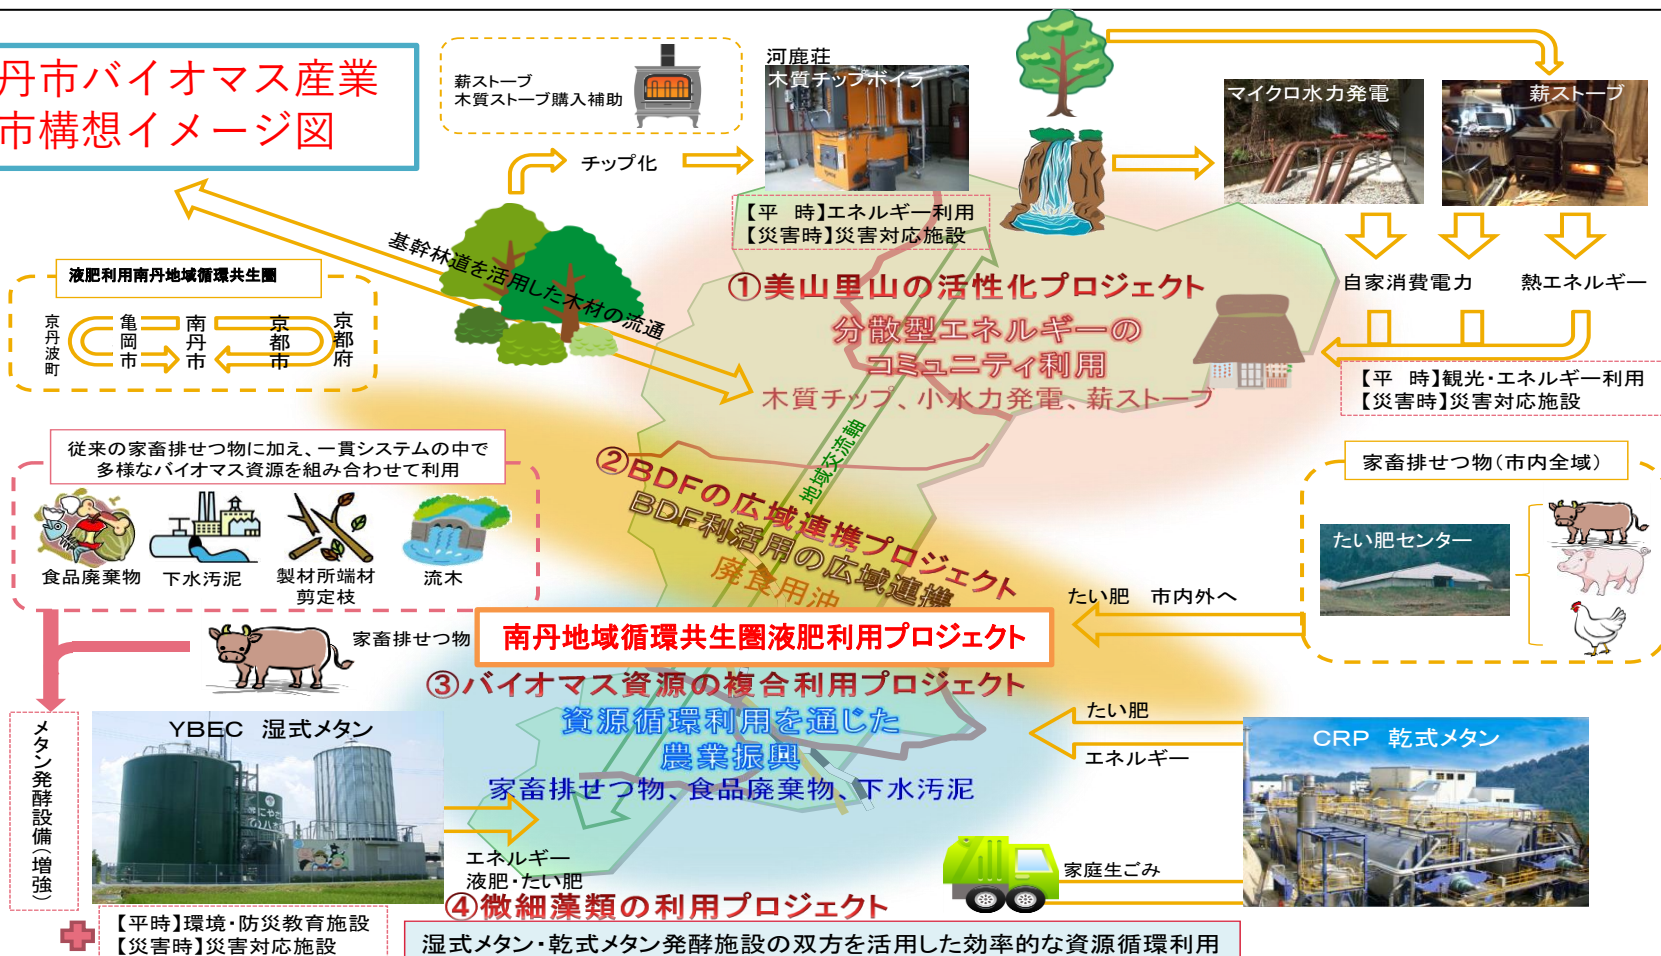 丹市バイオマス産業
市構想イメージ図
薪ストーブ
木質ストーブ購入補助
河鹿荘
木質チップボイラ
チップ化
【平　時】エネルギー利用
【災害時】災害対応施設
マイクロ水力発電
薪ストーブ
自家消費電力
熱エネルギー
【平　時】観光・エネルギー利用
【災害時】災害対応施設
基幹林道を活用した木材の流通
液肥利用南丹地域循環共生圏
京丹波町
亀岡市
南丹市
京都市
京都府
①美山里山の活性化プロジェクト
分散型エネルギーの
コミュニティ利用
木質チップ、小水力発電、薪ストーブ
地域交流軸
従来の家畜排せつ物に加え、一貫システムの中で
多様なバイオマス資源を組み合わせて利用
食品廃棄物
下水汚泥
製材所端材
剪定枝
流木
②BDFの広域連携プロジェクト
BDF利活用の広域連携
廃食用油
家畜排せつ物（市内全域）
たい肥センター
たい肥　市内外へ
家畜排せつ物
南丹地域循環共生圏液肥利用プロジェクト
③バイオマス資源の複合利用プロジェクト
資源循環利用を通じた
農業振興
家畜排せつ物、食品廃棄物、下水汚泥
メタン発酵設備（増強）
YBEC　湿式メタン
エネルギー
液肥・たい肥
たい肥
エネルギー
CRP　乾式メタン
家庭生ごみ
④微細藻類の利用プロジェクト
【平時】環境・防災教育施設
【災害時】災害対応施設
湿式メタン・乾式メタン発酵施設の双方を活用した効率的な資源循環利用